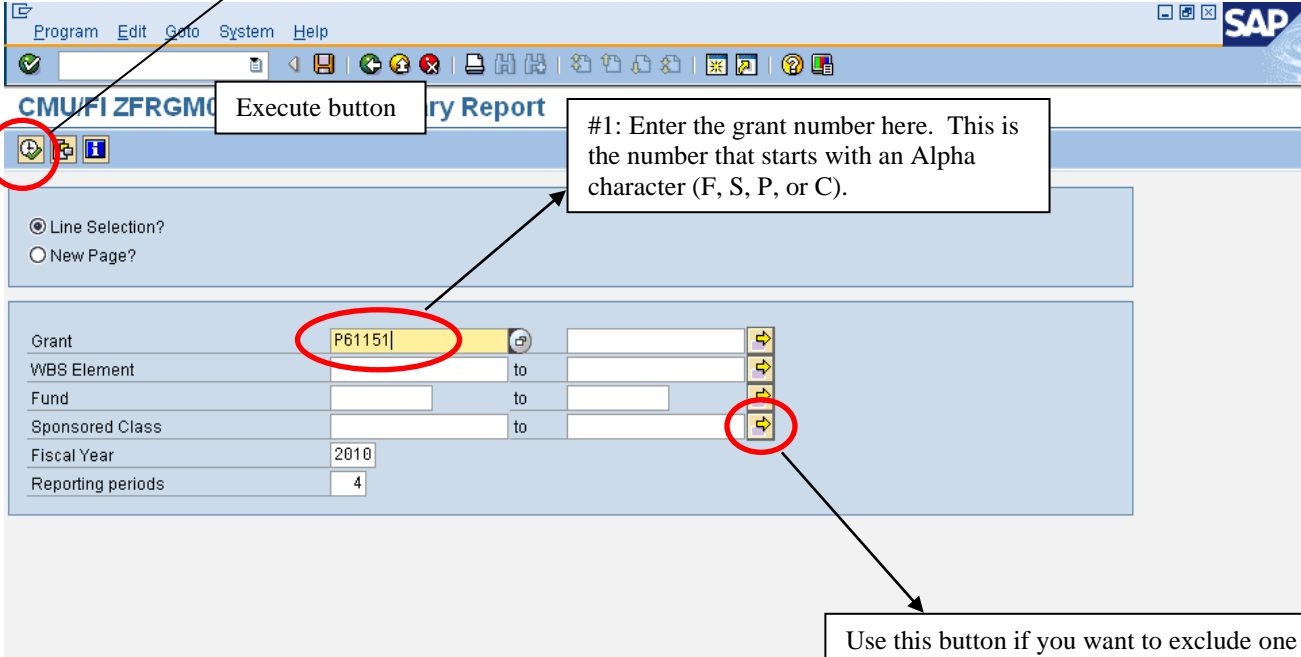 Program Edit Goto System Help
SAP
CMU/FI ZFRGM
ry Report
Execute button
#1: Enter the grant number here. This is
the number that starts with an Alpha
character (F, S, P, or C).
Line Selection?
New Page?
Grant P61151
WBS Element to
Fund to
Sponsored Class to
Fiscal Year 2010
Reporting periods 4
Use this button if you want to exclude one